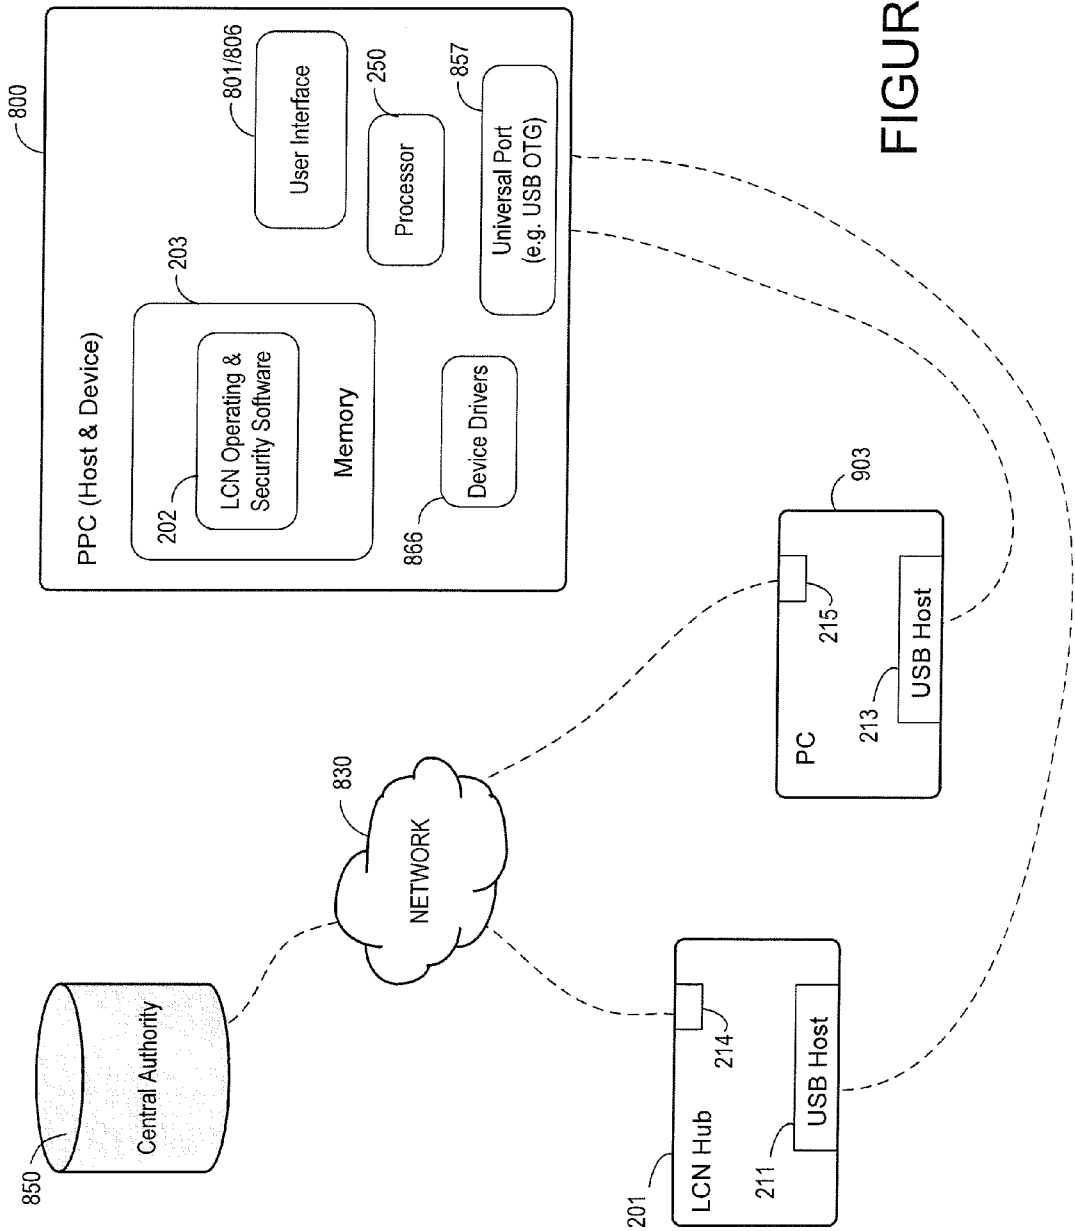 850
Central Authority
830
NETWORK
201
LCN Hub
214
211
USB Host
903
PC
215
213
USB Host
800
PPC (Host & Device)
203
202
LCN Operating &
Security Software
Memory
801/806
User Interface
250
Processor
866
Device Drivers
857
Universal Port
(e.g. USB OTG)
FIGUR